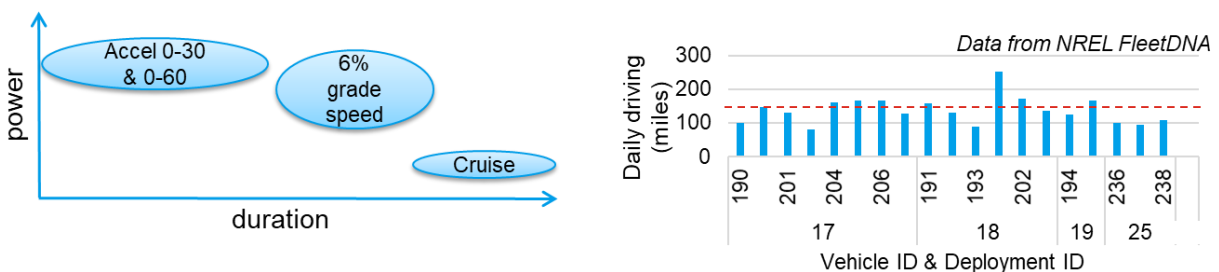 power
Accel 0-30
& 0-60
6%
grade
speed
Cruise
duration
Data from NREL FleetDNA
Daily driving
(miles)
300
200
100
0
190
201
204
206
191
193
202
194
236
238
17
18
19
25
Vehicle ID & Deployment ID